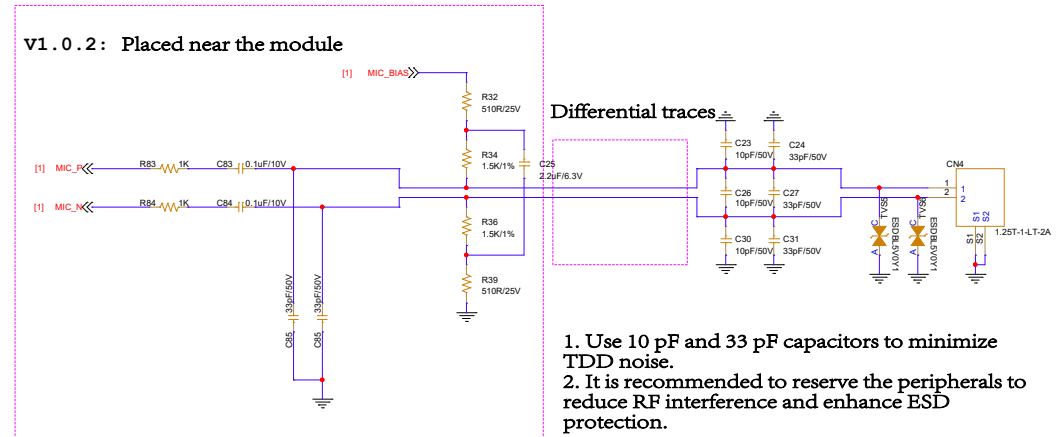 V1.0.2: Placed near the module
[1] MIC_BIAS
R32
510R/25V
Differential traces
R34
1.5K/1%
C25
2.2uF/6.3V
C23
10pF/50V
C24
33pF/50V
[1] MIC_P
R83 1K
C83 0.1uF/10V
[1] MIC_N
R84 1K
C84 0.1uF/10V
R36
1.5K/1%
R39
510R/25V
C26
10pF/50V
C27
33pF/50V
C30
10pF/50V
C31
33pF/50V
CN4
1 1
2 2
S1
S2
S1
S2
1.25T-1-LT-2A
C
A
ESDBL5V0Y1
C
A
ESDBL5V0Y1
33pF/50V
C85
33pF/50V
C85
1. Use 10 pF and 33 pF capacitors to minimize
TDD noise.
2. It is recommended to reserve the peripherals to
reduce RF interference and enhance ESD
protection.